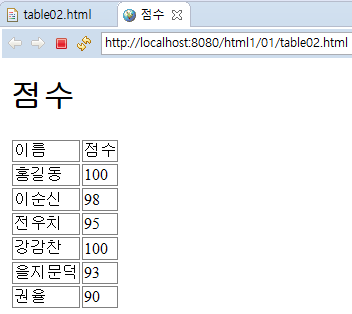 table02.html 점수
http://localhost:8080/html1/01/table02.html
점수
이름 점수
홍길동 100
이순신 98
전우치 95
강감찬 100
을지문덕 93
권율 90